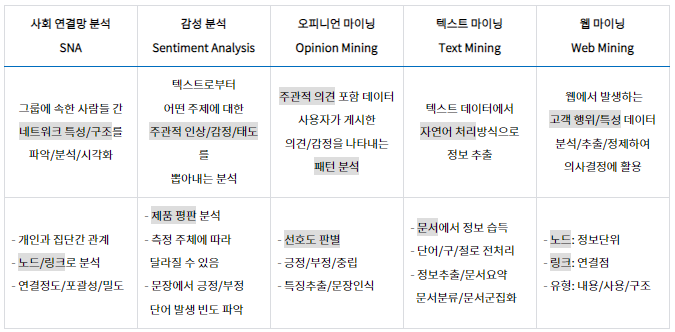 사회 연결망 분석
SNA
감성 분석
Sentiment Analysis
오피니언 마이닝
Opinion Mining
텍스트 마이닝
Text Mining
웹 마이닝
Web Mining
그룹에 속한 사람들 간
네트워크 특성/구조를
파악/분석/시각화
텍스트로부터
어떤 주제에 대한
주관적 인상/감정/태도
를
뽑아내는 분석
주관적 의견 포함 데이터
사용자가 게시한
의견/감정을 나타내는
패턴 분석
텍스트 데이터에서
자연어 처리방식으로
정보 추출
웹에서 발생하는
고객 행위/특성 데이터
분석/추출/정제하여
의사결정에 활용
- 개인과 집단간 관계
- 노드/링크로 분석
- 연결정도/포괄성/밀도
- 제품 평판 분석
- 측정 주체에 따라
달라질 수 있음
- 문장에서 긍정/부정
단어 발생 빈도 파악
- 선호도 판별
- 긍정/부정/중립
- 특징추출/문장인식
- 문서에서 정보 습득
- 단어/구/절로 전처리
- 정보추출/문서요약
문서분류/문서군집화
- 노드: 정보단위
- 링크: 연결점
- 유형: 내용/사용/구조